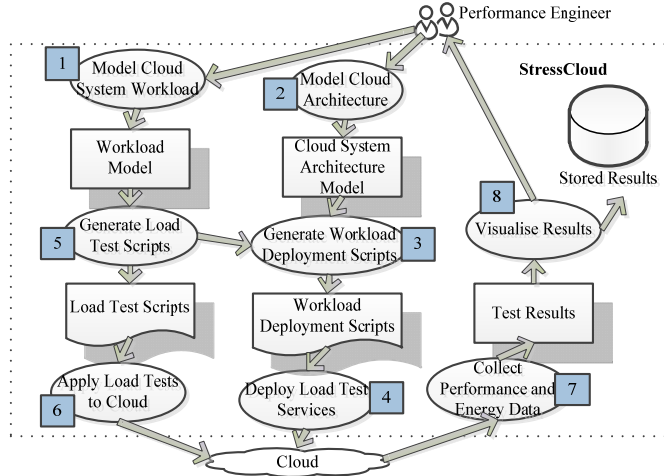 Performance Engineer
1
Model Cloud
System Workload
2
Model Cloud
Architecture
StressCloud
Workload
Model
Cloud System
Architecture
Model
Stored Results
5
Generate Load
Test Scripts
Generate Workload
Deployment Scripts
3
8
Visualise Results
Load Test Scripts
Workload
Deployment Scripts
Test Results
6
Apply Load Tests
to Cloud
Deploy Load Test
Services
4
Collect
Performance and
Energy Data
7
Cloud